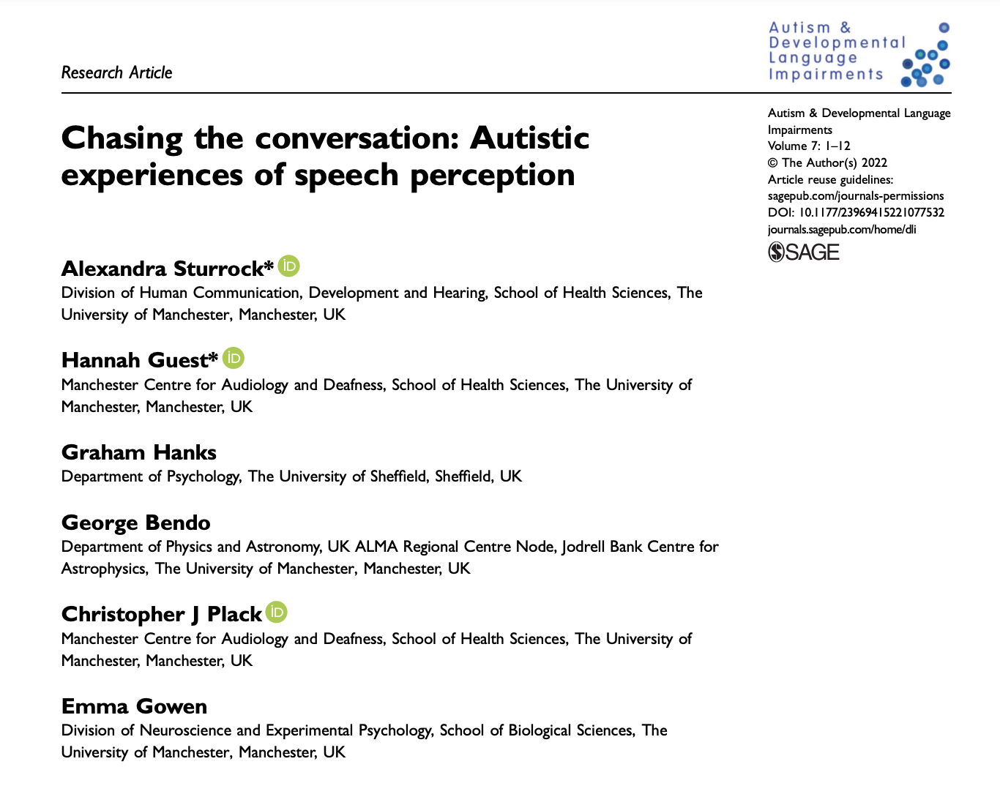 Autism &
Developmental
Language
Impairments
Research Article
Autism & Developmental Language
Impairments
Volume 7: 1–12
© The Author(s) 2022
Article reuse guidelines:
sagepub.com/journals-permissions
DOI: 10.1177/23969415221077532
journals.sagepub.com/home/dli
SAGE
Chasing the conversation: Autistic
experiences of speech perception
Alexandra Sturrock* iD
Division of Human Communication, Development and Hearing, School of Health Sciences, The
University of Manchester, Manchester, UK
Hannah Guest* iD
Manchester Centre for Audiology and Deafness, School of Health Sciences, The University of
Manchester, Manchester, UK
Graham Hanks
Department of Psychology, The University of Sheffield, Sheffield, UK
George Bendo
Department of Physics and Astronomy, UK ALMA Regional Centre Node, Jodrell Bank Centre for
Astrophysics, The University of Manchester, Manchester, UK
Christopher J Plack iD
Manchester Centre for Audiology and Deafness, School of Health Sciences, The University of
Manchester, Manchester, UK
Emma Gowen
Division of Neuroscience and Experimental Psychology, School of Biological Sciences, The
University of Manchester, Manchester, UK